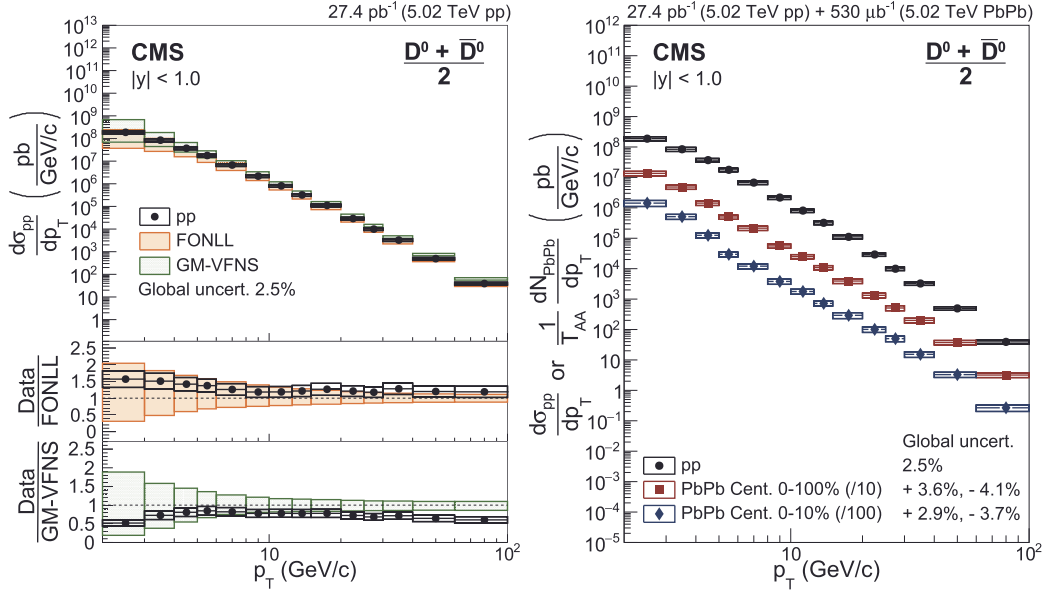 27.4 pb⁻¹ (5.02 TeV pp)
CMS
|y| < 1.0
D⁰ + D̄⁰
2
10¹³
10¹²
10¹¹
10¹⁰
10⁹
10⁸
10⁷
10⁶
10⁵
10⁴
10³
10²
10
1
dσ_pp
dp_T
( pb
GeV/c )
pp
FONLL
GM-VFNS
Global uncert. 2.5%
2.5
2
1.5
1
0.5
0
Data
FONLL
2.5
2
1.5
1
0.5
0
Data
GM-VFNS
10
10²
p_T (GeV/c)
27.4 pb⁻¹ (5.02 TeV pp) + 530 μb⁻¹ (5.02 TeV PbPb)
CMS
|y| < 1.0
D⁰ + D̄⁰
2
10¹²
10¹¹
10¹⁰
10⁹
10⁸
10⁷
10⁶
10⁵
10⁴
10³
10²
10
1
10⁻¹
10⁻²
10⁻³
10⁻⁴
10⁻⁵
dσ_pp
dp_T
or
1
T_AA
dN_PbPb
dp_T
( pb
GeV/c )
Global uncert.
pp 2.5%
PbPb Cent. 0-100% (/10) + 3.6%, - 4.1%
PbPb Cent. 0-10% (/100) + 2.9%, - 3.7%
10
10²
p_T (GeV/c)